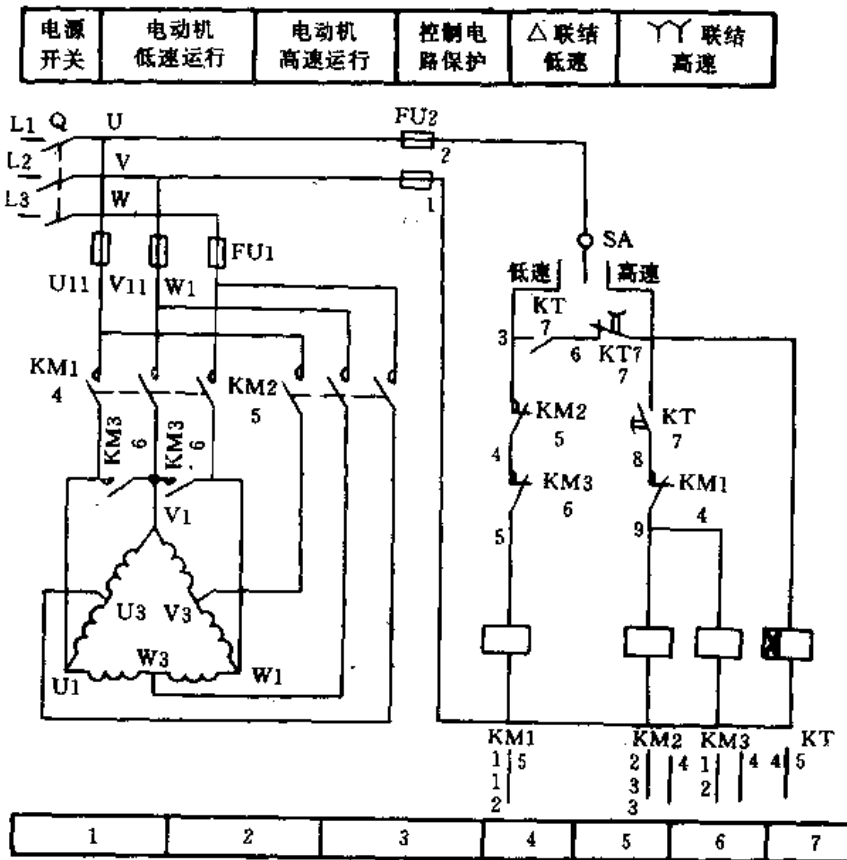 电源
开关
电动机
低速运行
电动机
高速运行
控制电
路保护
△联结
低速
YY 联结
高速
L1 Q U FU2
2
L2 V
1
L3 W
SA
FU1
U11 V11 W1
低速 高速
KT
7
3
6
KT7
7
KM1
4
KM2
5
KM3
6
KM3
6
KM2
5
KT
7
4
8
KM3
6
KM1
4
5
9
V1
U3 V3
W3
U1 W1
KM1 KM2 KM3 KT
1 5 2 4 1 4 4 5
1 3 2
2 3
1 2 3 4 5 6 7